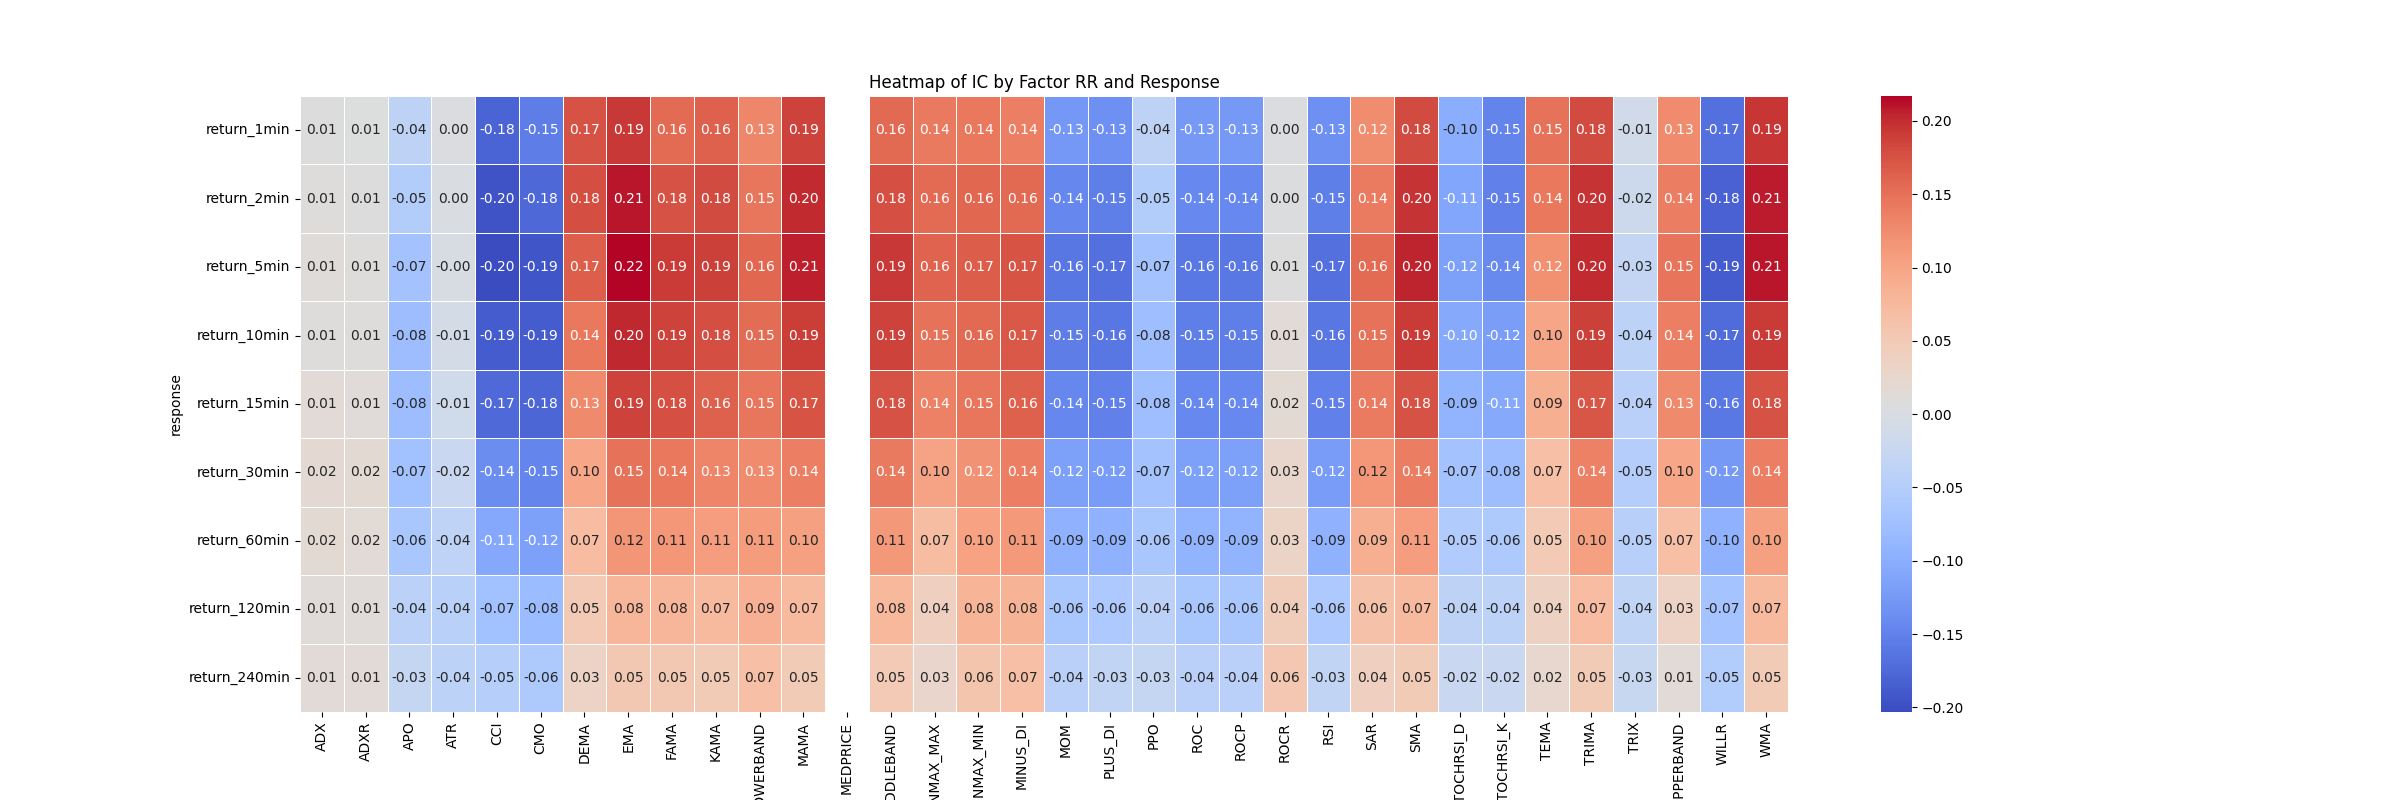 Heatmap of IC by Factor RR and Response
response
return_1min 0.01 0.01 -0.04 0.00 -0.18 -0.15 0.17 0.19 0.16 0.16 0.13 0.19 0.16 0.14 0.14 0.14 -0.13 -0.13 -0.04 -0.13 -0.13 0.00 -0.13 0.12 0.18 -0.10 -0.15 0.15 0.18 -0.01 0.13 -0.17 0.19
return_2min 0.01 0.01 -0.05 0.00 -0.20 -0.18 0.18 0.21 0.18 0.18 0.15 0.20 0.18 0.16 0.16 0.16 -0.14 -0.15 -0.05 -0.14 -0.14 0.00 -0.15 0.14 0.20 -0.11 -0.15 0.14 0.20 -0.02 0.14 -0.18 0.21
return_5min 0.01 0.01 -0.07 -0.00 -0.20 -0.19 0.17 0.22 0.19 0.19 0.16 0.21 0.19 0.16 0.17 0.17 -0.16 -0.17 -0.07 -0.16 -0.16 0.01 -0.17 0.16 0.20 -0.12 -0.14 0.12 0.20 -0.03 0.15 -0.19 0.21
return_10min 0.01 0.01 -0.08 -0.01 -0.19 -0.19 0.14 0.20 0.19 0.18 0.15 0.19 0.19 0.15 0.16 0.17 -0.15 -0.16 -0.08 -0.15 -0.15 0.01 -0.16 0.15 0.19 -0.10 -0.12 0.10 0.19 -0.04 0.14 -0.17 0.19
return_15min 0.01 0.01 -0.08 -0.01 -0.17 -0.18 0.13 0.19 0.18 0.16 0.15 0.17 0.18 0.14 0.15 0.16 -0.14 -0.15 -0.08 -0.14 -0.14 0.02 -0.15 0.14 0.18 -0.09 -0.11 0.09 0.17 -0.04 0.13 -0.16 0.18
return_30min 0.02 0.02 -0.07 -0.02 -0.14 -0.15 0.10 0.15 0.14 0.13 0.13 0.14 0.14 0.10 0.12 0.14 -0.12 -0.12 -0.07 -0.12 -0.12 0.03 -0.12 0.12 0.14 -0.07 -0.08 0.07 0.14 -0.05 0.10 -0.12 0.14
return_60min 0.02 0.02 -0.06 -0.04 -0.11 -0.12 0.07 0.12 0.11 0.11 0.11 0.10 0.11 0.07 0.10 0.11 -0.09 -0.09 -0.06 -0.09 -0.09 0.03 -0.09 0.09 0.11 -0.05 -0.06 0.05 0.10 -0.05 0.07 -0.10 0.10
return_120min 0.01 0.01 -0.04 -0.04 -0.07 -0.08 0.05 0.08 0.08 0.07 0.09 0.07 0.08 0.04 0.08 0.08 -0.06 -0.06 -0.04 -0.06 -0.06 0.04 -0.06 0.06 0.07 -0.04 -0.04 0.04 0.07 -0.04 0.03 -0.07 0.07
return_240min 0.01 0.01 -0.03 -0.04 -0.05 -0.06 0.03 0.05 0.05 0.05 0.07 0.05 0.05 0.03 0.06 0.07 -0.04 -0.03 -0.03 -0.04 -0.04 0.06 -0.03 0.04 0.05 -0.02 -0.02 0.02 0.05 -0.03 0.01 -0.05 0.05
ADX
ADXR
APO
ATR
CCI
CMO
DEMA
EMA
FAMA
KAMA
OWERBAND
MAMA
MEDPRICE
DDLEBAND
NMAX_MAX
NMAX_MIN
MINUS_DI
MOM
PLUS_DI
PPO
ROC
ROCP
ROCR
RSI
SAR
SMA
TOCHRSI_D
TOCHRSI_K
TEMA
TRIMA
TRIX
PPERBAND
WILLR
WMA
0.20
0.15
0.10
0.05
0.00
−0.05
−0.10
−0.15
−0.20